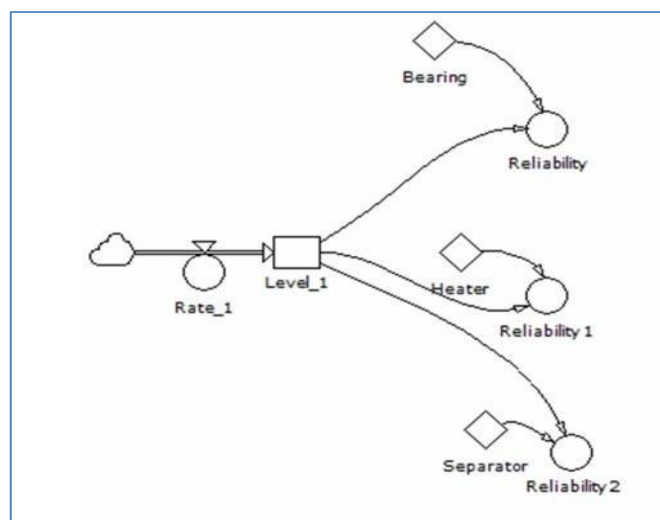 Bearing
Reliability
Level_1
Rate_1
Heater
Reliability 1
Separator
Reliability 2